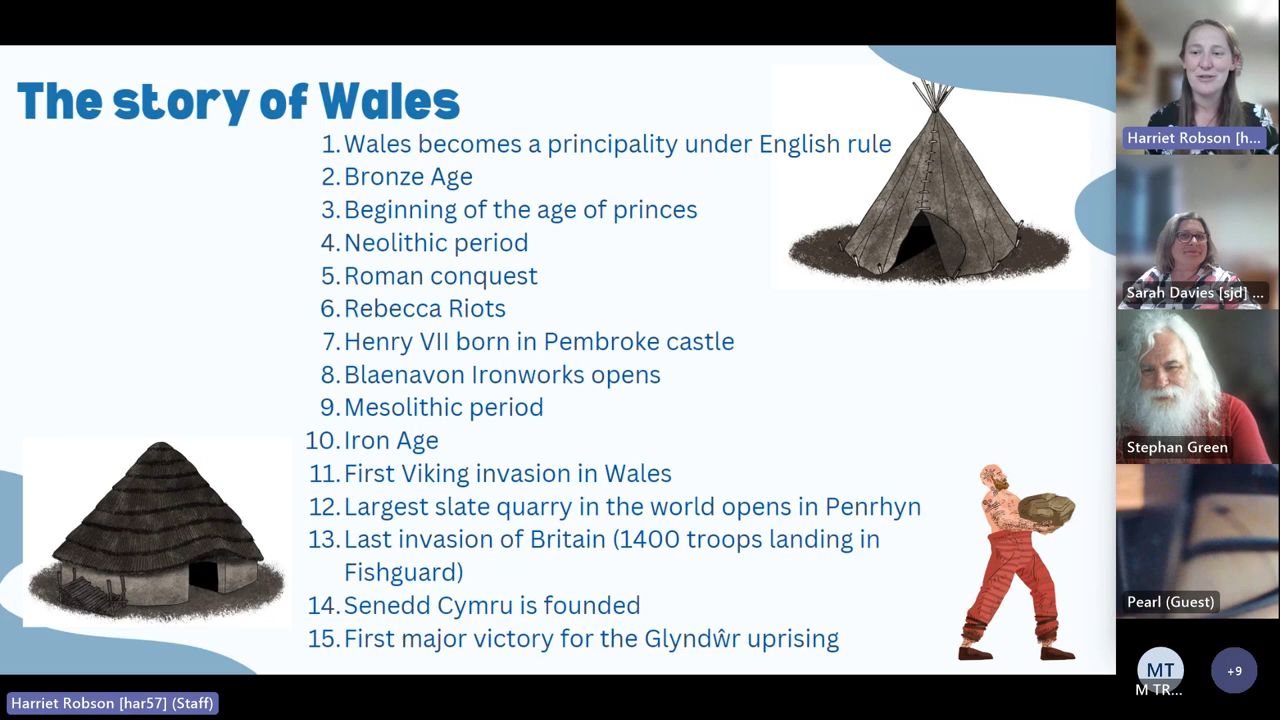 The story of Wales
1. Wales becomes a principality under English rule
2. Bronze Age
3. Beginning of the age of princes
4. Neolithic period
5. Roman conquest
6. Rebecca Riots
7. Henry VII born in Pembroke castle
8. Blaenavon Ironworks opens
9. Mesolithic period
10. Iron Age
11. First Viking invasion in Wales
12. Largest slate quarry in the world opens in Penrhyn
13. Last invasion of Britain (1400 troops landing in
Fishguard)
14. Senedd Cymru is founded
15. First major victory for the Glyndŵr uprising
Harriet Robson [har57] (Staff)
Harriet Robson [h...
Sarah Davies [sjd] ...
Stephan Green
Pearl (Guest)
MT
M TR...
+9